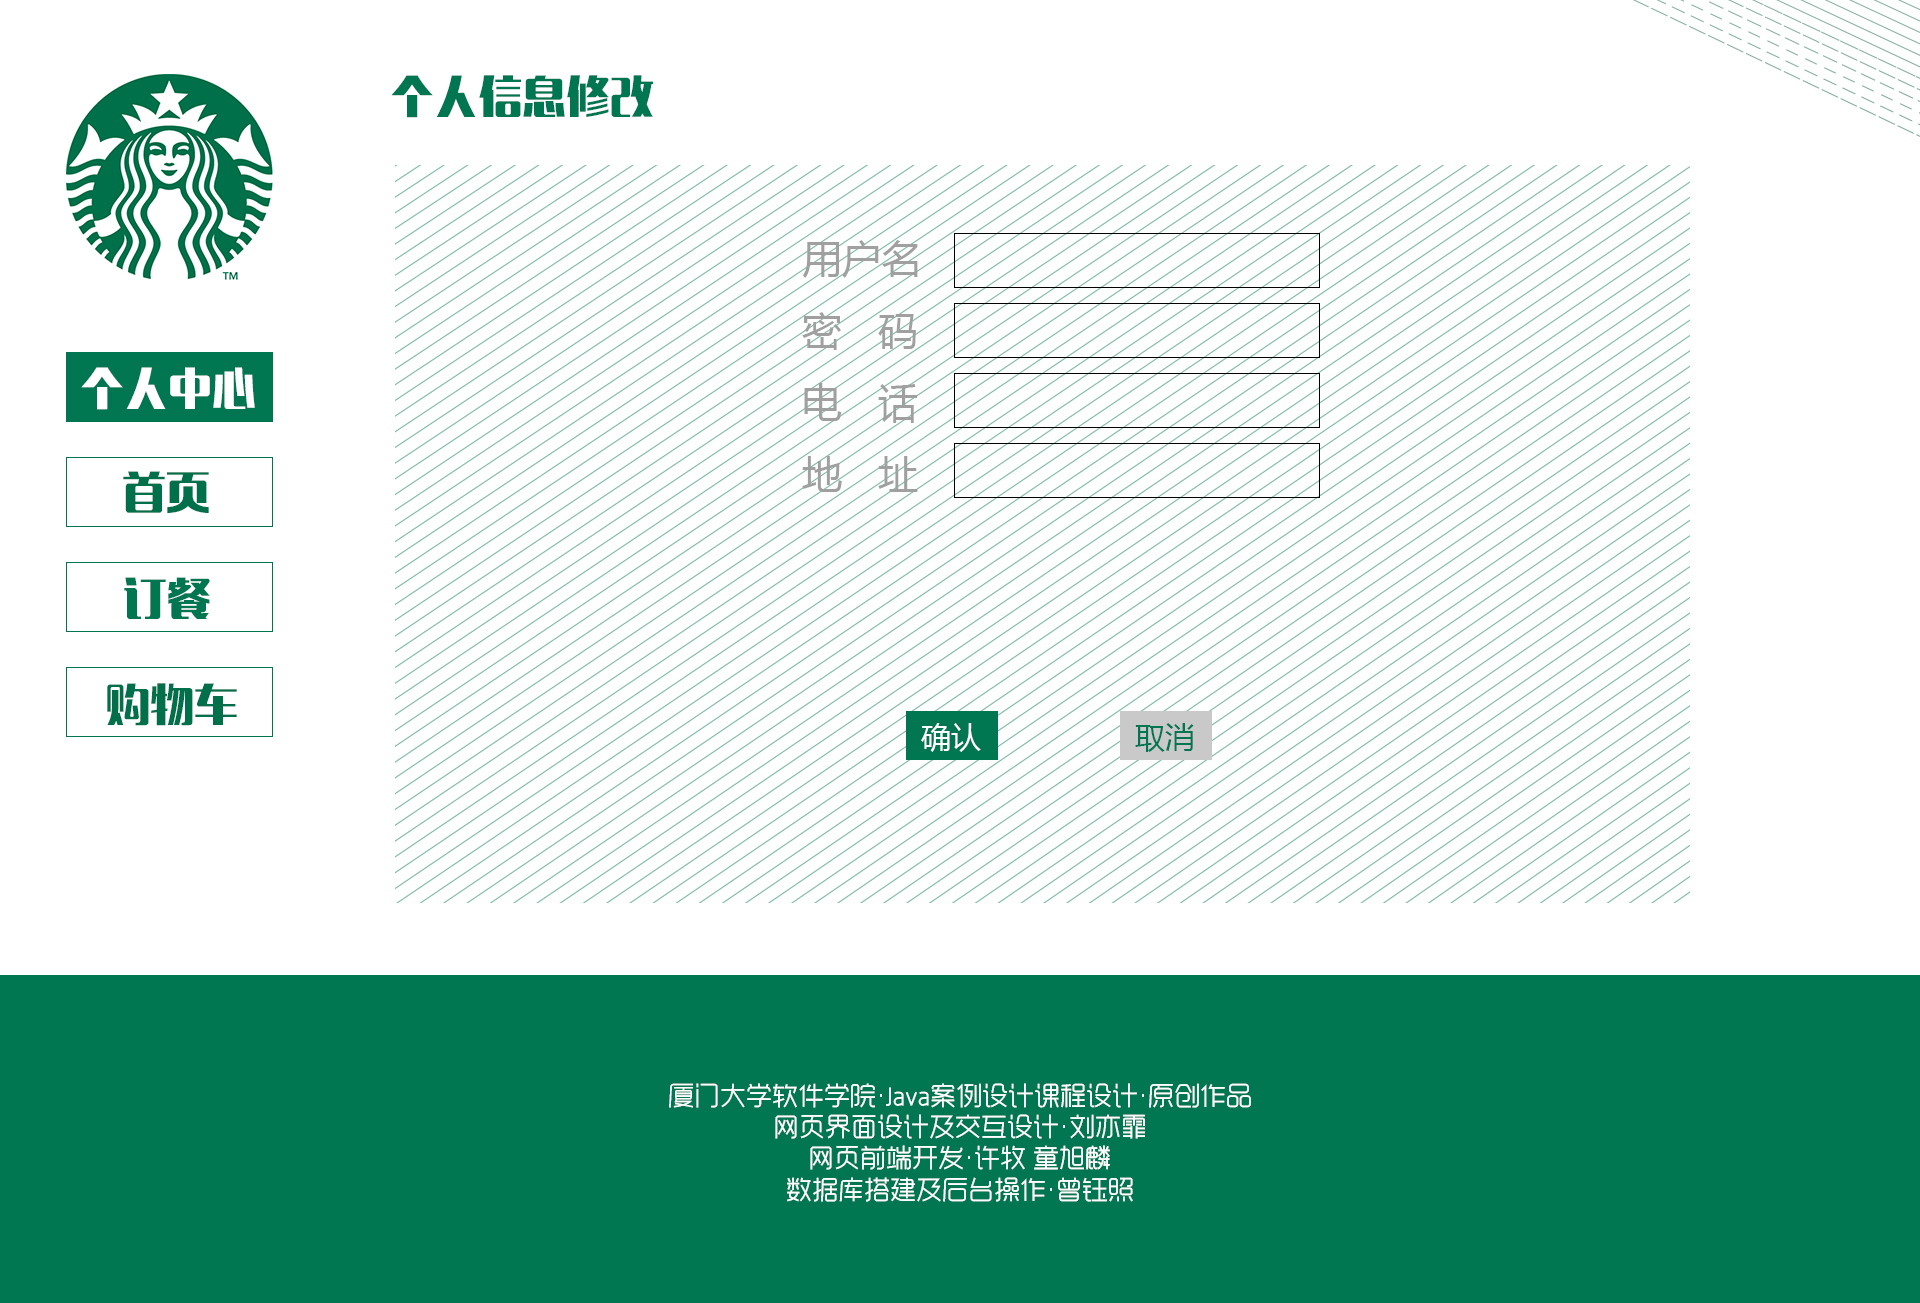 个人信息修改
TM
个人中心
首页
订餐
购物车
用户名
密 码
电 话
地 址
确认
取消
厦门大学软件学院·Java案例设计课程设计·原创作品
网页界面设计及交互设计·刘亦霏
网页前端开发·许牧 童旭麟
数据库搭建及后台操作·曾钰照